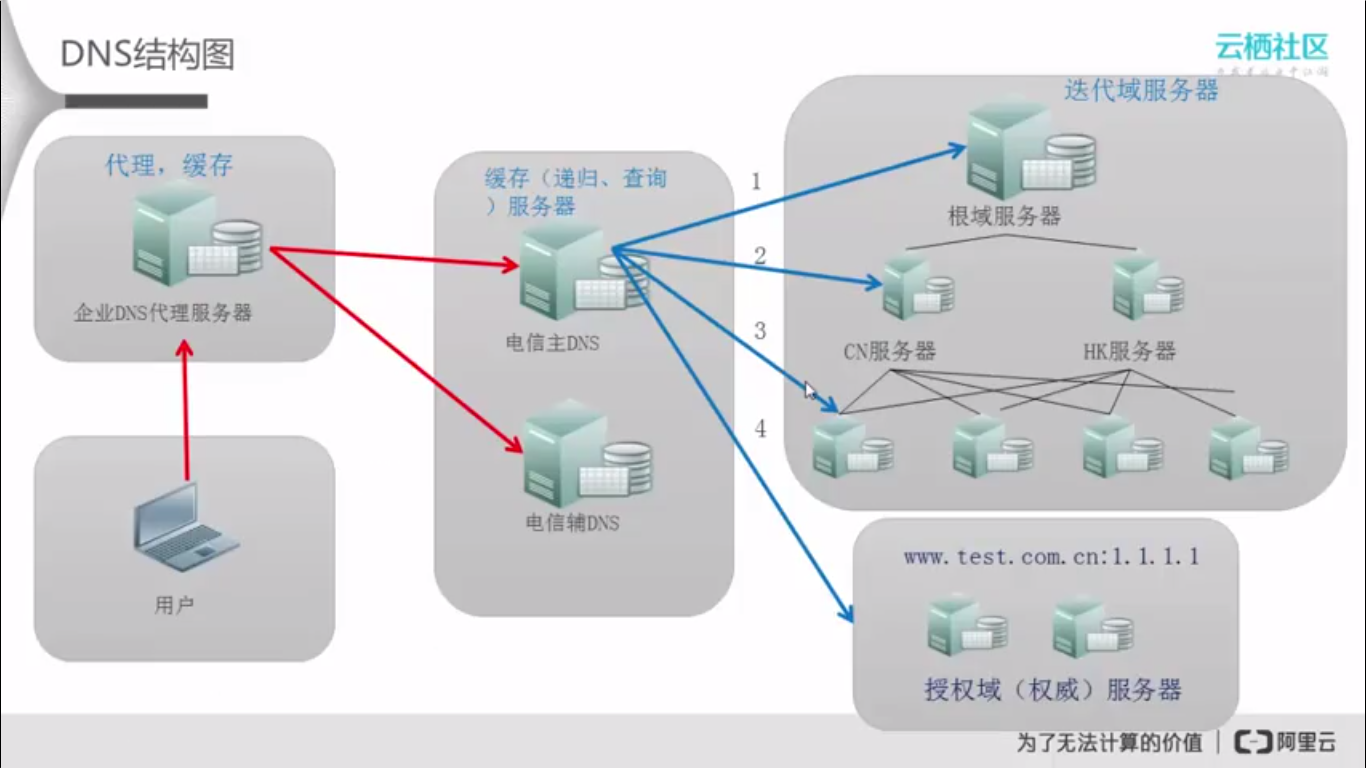 DNS结构图
云栖社区
代理，缓存
企业DNS代理服务器
用户
缓存（递归、查询
）服务器
电信主DNS
电信辅DNS
1
2
3
4
迭代域服务器
根域服务器
CN服务器
HK服务器
www.test.com.cn:1.1.1.1
授权域（权威）服务器
为了无法计算的价值 | 阿里云